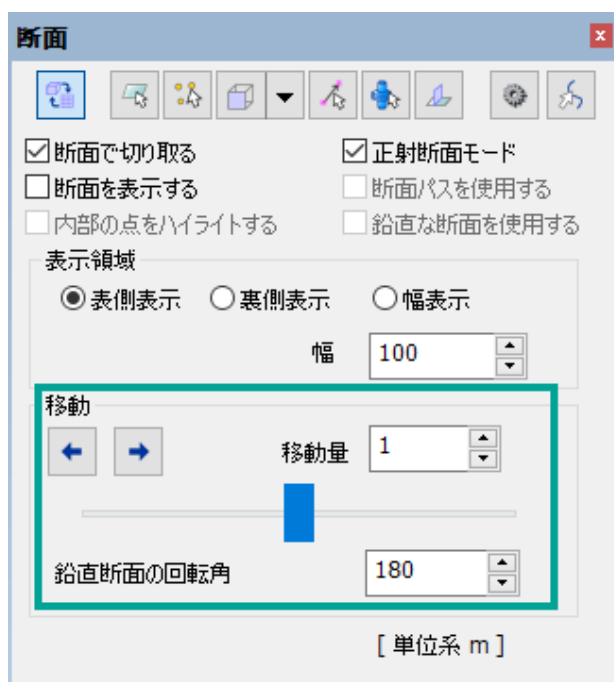 断面
断面で切り取る
正射断面モード
断面を表示する
断面パスを使用する
内部の点をハイライトする
鉛直な断面を使用する
表示領域
表側表示
裏側表示
幅表示
幅
100
移動
移動量
1
鉛直断面の回転角
180
[ 単位系 m ]